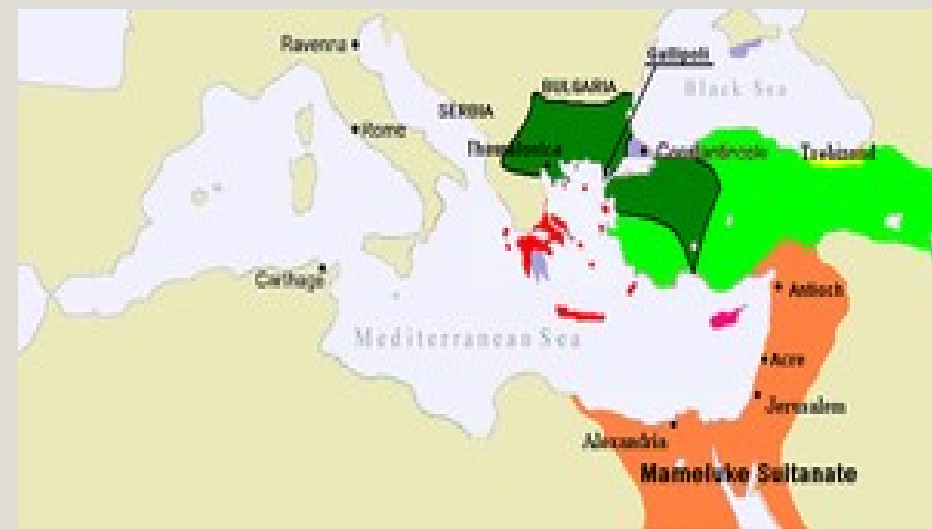 Ravenna
Gallipoli
Black Sea
BULGARIA
SERBIA
Rome
Thessalonica
Constantinople
Trebizond
Carthage
Antioch
Mediterranean Sea
Acre
Jerusalem
Alexandria
Mameluke Sultanate